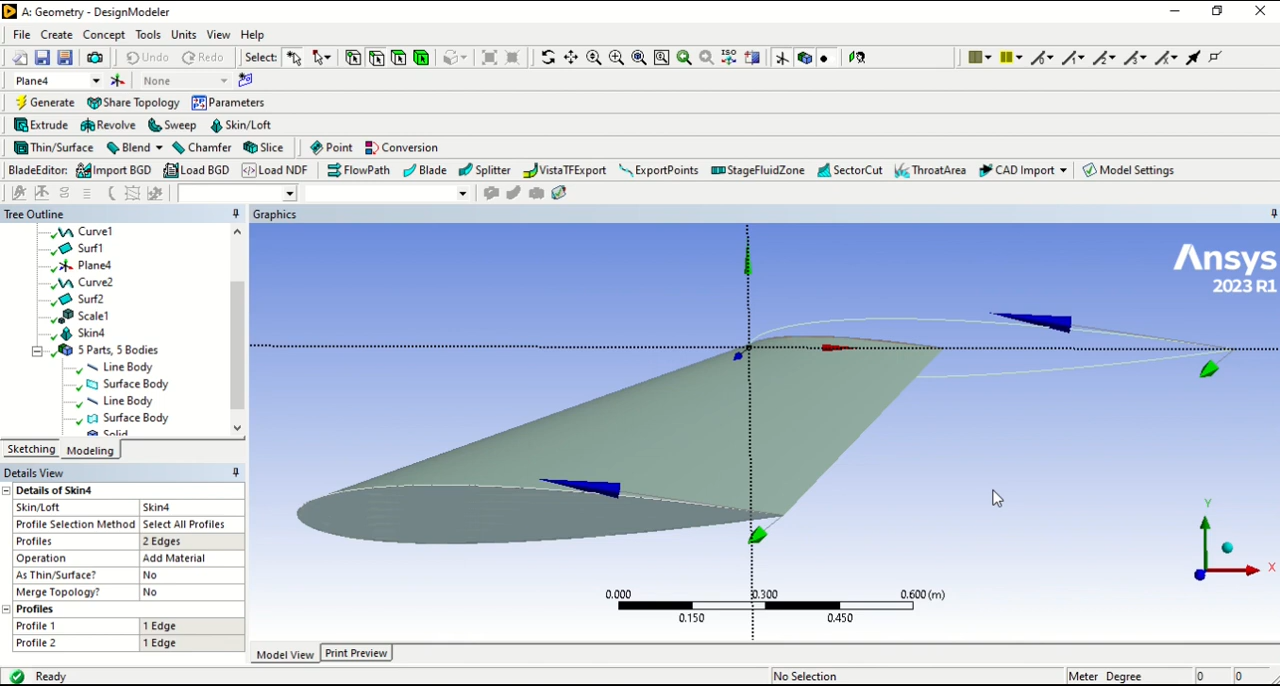 A: Geometry - DesignModeler
File Create Concept Tools Units View Help
Undo Redo Select:
Plane4 None
Generate Share Topology Parameters
Extrude Revolve Sweep Skin/Loft
Thin/Surface Blend Chamfer Slice Point Conversion
BladeEditor: Import BGD Load BGD Load NDF FlowPath Blade Splitter VistaTFExport ExportPoints StageFluidZone SectorCut ThroatArea CAD Import Model Settings
Tree Outline
Curve1
Surf1
Plane4
Curve2
Surf2
Scale1
Skin4
5 Parts, 5 Bodies
Line Body
Surface Body
Line Body
Surface Body
Solid
Sketching Modeling
Details View
Details of Skin4
Skin/Loft Skin4
Profile Selection Method Select All Profiles
Profiles 2 Edges
Operation Add Material
As Thin/Surface? No
Merge Topology? No
Profiles
Profile 1 1 Edge
Profile 2 1 Edge
Graphics
Ansys
2023 R1
Y
X
0.000 0.300 0.600 (m)
0.150 0.450
Model View Print Preview
Ready No Selection Meter Degree 0 0